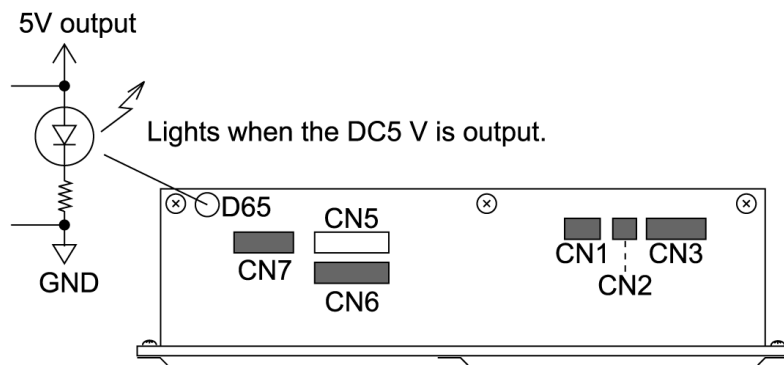 5V output
Lights when the DC5 V is output.
D65
CN5
CN7
CN6
CN1
CN3
CN2
GND